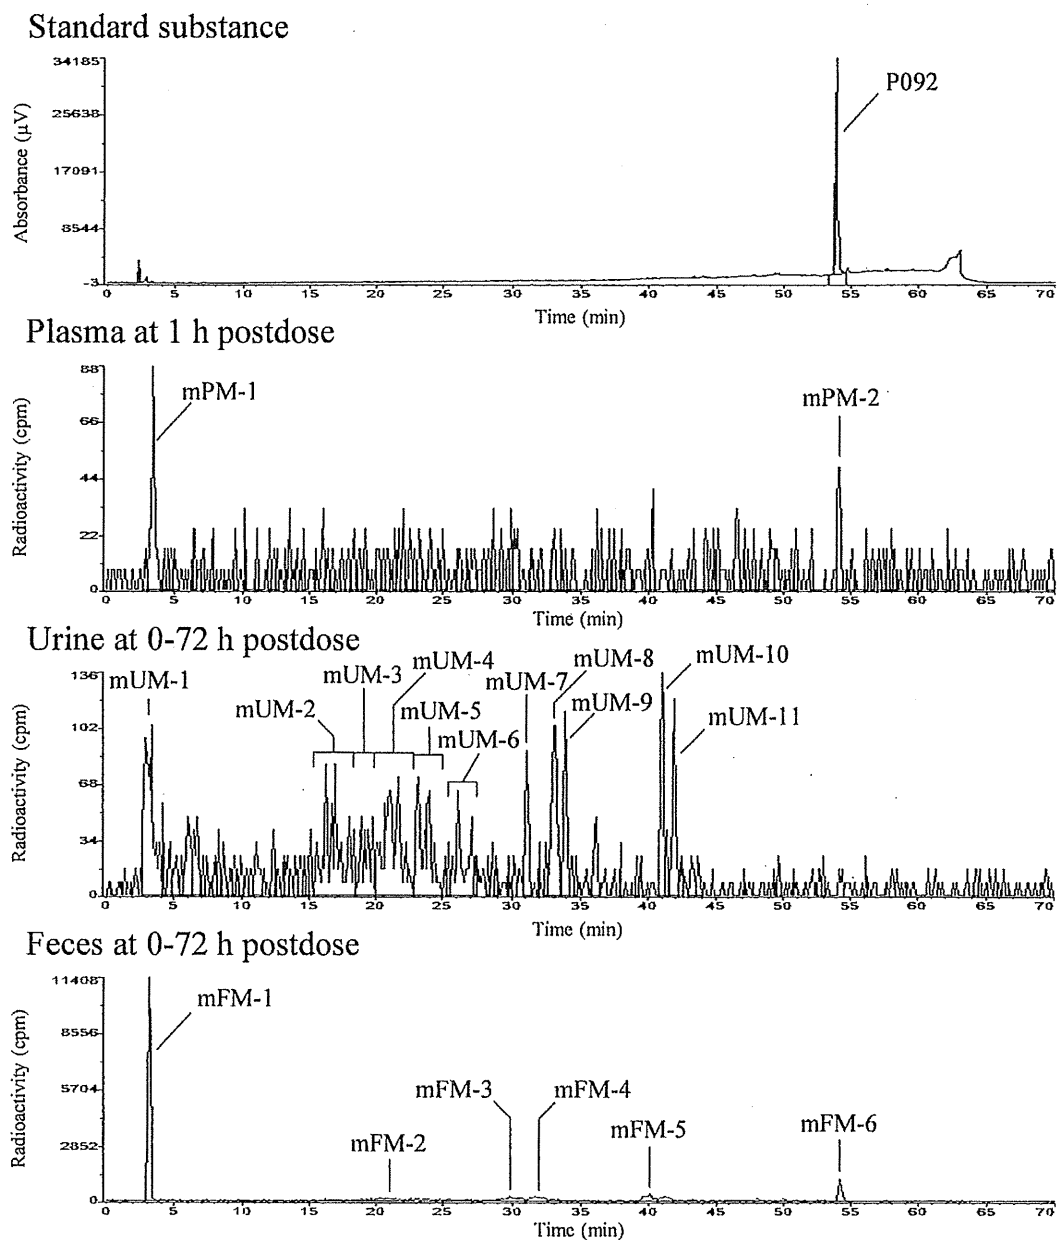 Standard substance
34185
25638
17091
8544
-3
Absorbance (µV)
P092
0 5 10 15 20 25 30 35 40 45 50 55 60 65 70
Time (min)
Plasma at 1 h postdose
88
66
44
22
0
Radioactivity (cpm)
mPM-1
mPM-2
0 5 10 15 20 25 30 35 40 45 50 55 60 65 70
Time (min)
Urine at 0-72 h postdose
136
102
68
34
0
Radioactivity (cpm)
mUM-1
mUM-2
mUM-3
mUM-4
mUM-5
mUM-6
mUM-7
mUM-8
mUM-9
mUM-10
mUM-11
0 5 10 15 20 25 30 35 40 45 50 55 60 65 70
Time (min)
Feces at 0-72 h postdose
11408
8556
5704
2852
0
Radioactivity (cpm)
mFM-1
mFM-2
mFM-3
mFM-4
mFM-5
mFM-6
0 5 10 15 20 25 30 35 40 45 50 55 60 65 70
Time (min)